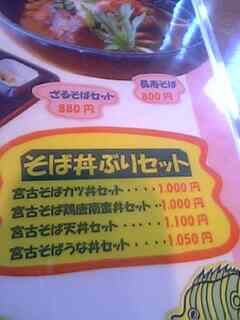 ざるそばセット
880円
長寿そば
800円
そば丼ぶりセット
宮古そばカツ丼セット・・・・1.000円
宮古そば鶏唐南蛮丼セット・・1.000円
宮古そば天丼セット・・・・・1.100円
宮古そばうな丼セット・・・・1.050円